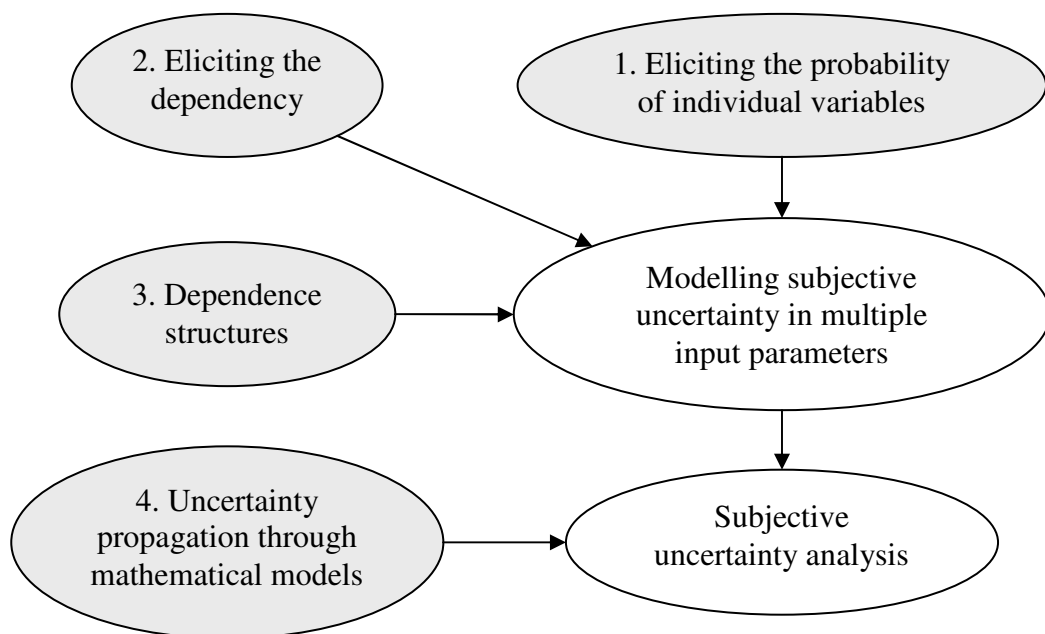 2. Eliciting the
dependency
1. Eliciting the probability
of individual variables
3. Dependence
structures
Modelling subjective
uncertainty in multiple
input parameters
4. Uncertainty
propagation through
mathematical models
Subjective
uncertainty analysis